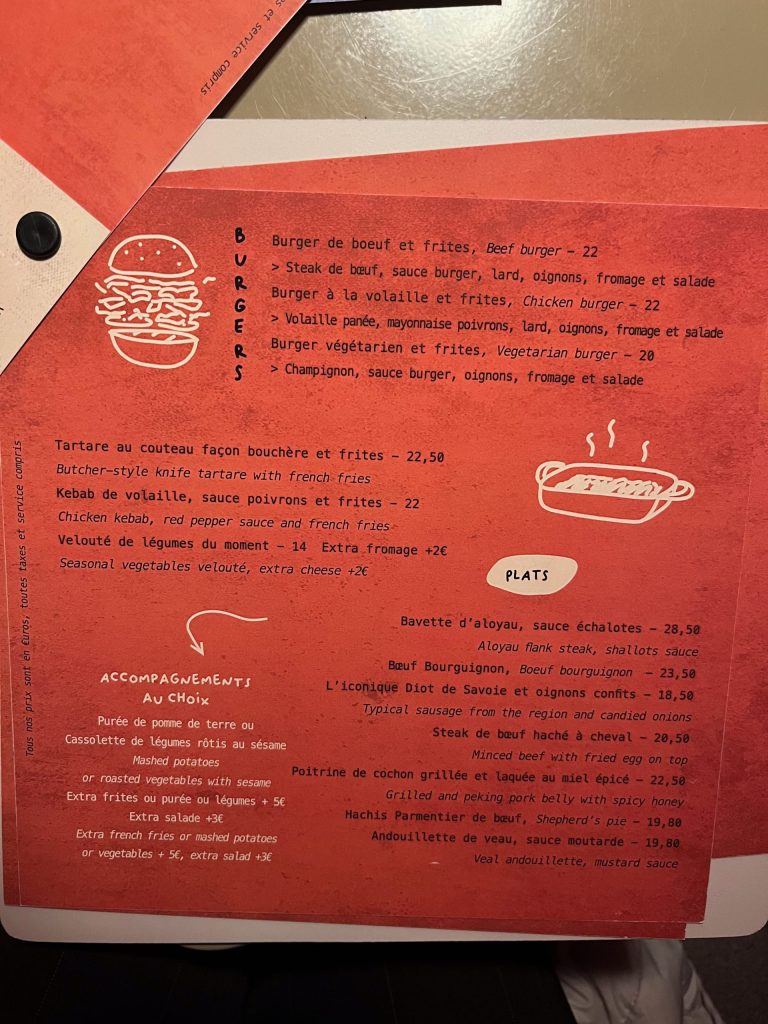 s et service compris
BURGERS
Burger de boeuf et frites, Beef burger – 22
> Steak de bœuf, sauce burger, lard, oignons, fromage et salade
Burger à la volaille et frites, Chicken burger – 22
> Volaille panée, mayonnaise poivrons, lard, oignons, fromage et salade
Burger végétarien et frites, Vegetarian burger – 20
> Champignon, sauce burger, oignons, fromage et salade
Tartare au couteau façon bouchère et frites – 22,50
Butcher-style knife tartare with french fries
Kebab de volaille, sauce poivrons et frites – 22
Chicken kebab, red pepper sauce and french fries
Velouté de légumes du moment – 14 Extra fromage +2€
Seasonal vegetables velouté, extra cheese +2€
PLATS
Bavette d'aloyau, sauce échalotes – 28,50
Aloyau flank steak, shallots sauce
Bœuf Bourguignon, Boeuf bourguignon – 23,50
L'iconique Diot de Savoie et oignons confits – 18,50
Typical sausage from the region and candied onions
Steak de bœuf haché à cheval – 20,50
Minced beef with fried egg on top
Poitrine de cochon grillée et laquée au miel épicé – 22,50
Grilled and peking pork belly with spicy honey
Hachis Parmentier de bœuf, Shepherd's pie – 19,80
Andouillette de veau, sauce moutarde – 19,80
Veal andouillette, mustard sauce
ACCOMPAGNEMENTS
AU CHOIX
Purée de pomme de terre ou
Cassolette de légumes rôtis au sésame
Mashed potatoes
or roasted vegetables with sesame
Extra frites ou purée ou légumes + 5€
Extra salade +3€
Extra french fries or mashed potatoes
or vegetables + 5€, extra salad +3€
Tous nos prix sont en €uros, toutes taxes et service compris -